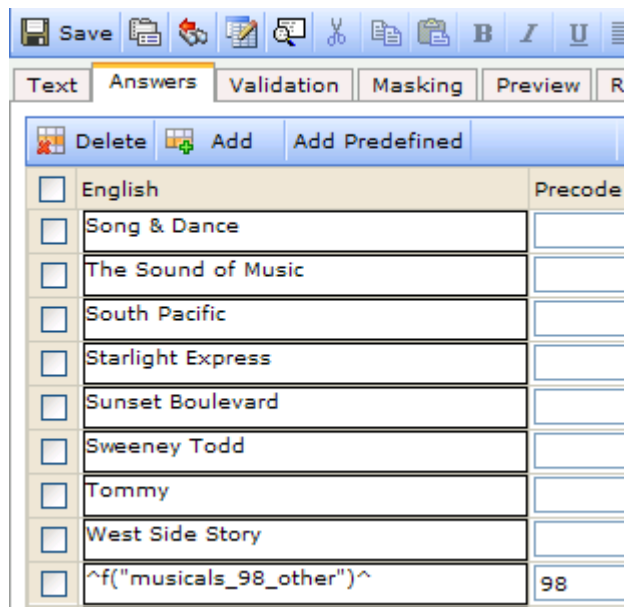 Save B I U
Text Answers Validation Masking Preview R
Delete Add Add Predefined
English Precode
Song & Dance
The Sound of Music
South Pacific
Starlight Express
Sunset Boulevard
Sweeney Todd
Tommy
West Side Story
^f("musicals_98_other")^ 98